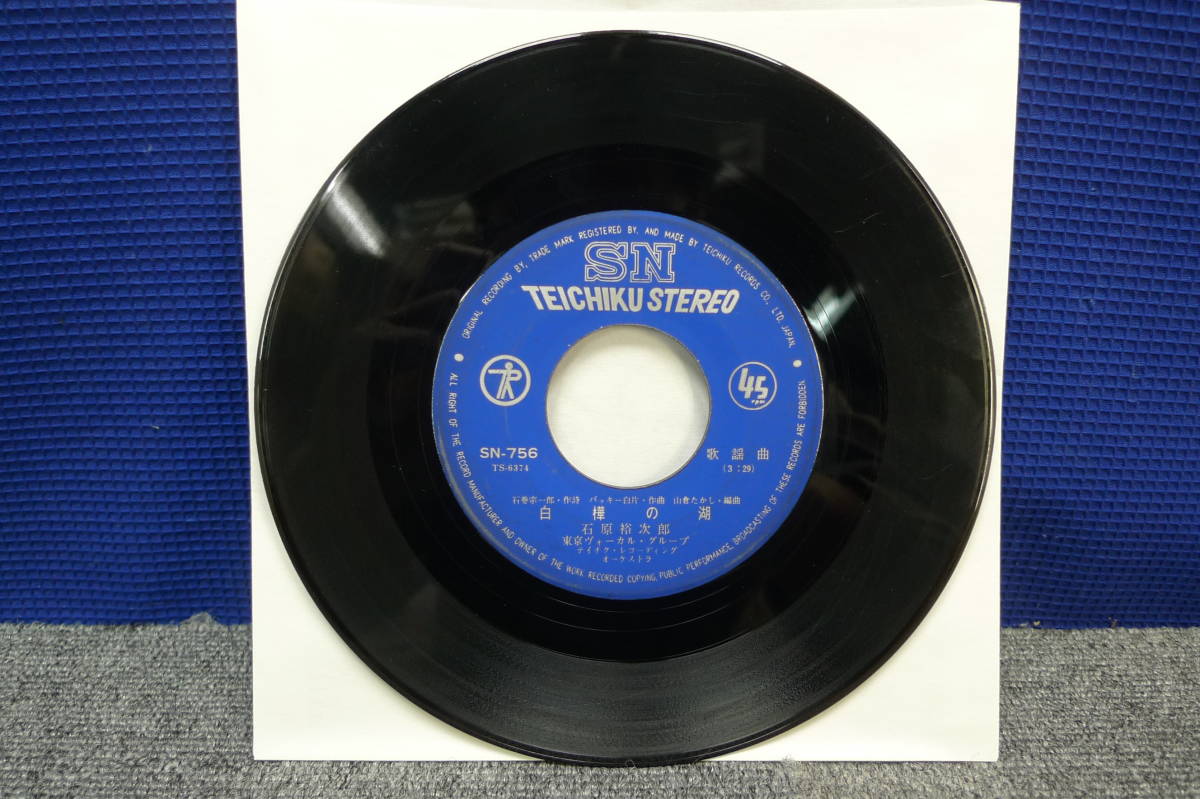 ORIGINAL RECORDING BY, TRADE MARK REGISTERED BY, AND MADE BY TEICHIKU RECORDS CO., LTD. JAPAN.
SN
TEICHIKU STEREO
45
rpm
SN-756
TS-6374
歌謡曲
(3:29)
石巻宗一郎・作詩 バッキー白片・作曲 山倉たかし・編曲
白樺の湖
石原裕次郎
東京ヴォーカル・グループ
テイチク・レコーディング
オーケストラ
ALL RIGHT OF THE RECORD MANUFACTURER AND OWNER OF THE WORK RECORDED COPYING, PUBLIC PERFORMANCE, BROADCASTING OF THESE RECORDS ARE FORBIDDEN.